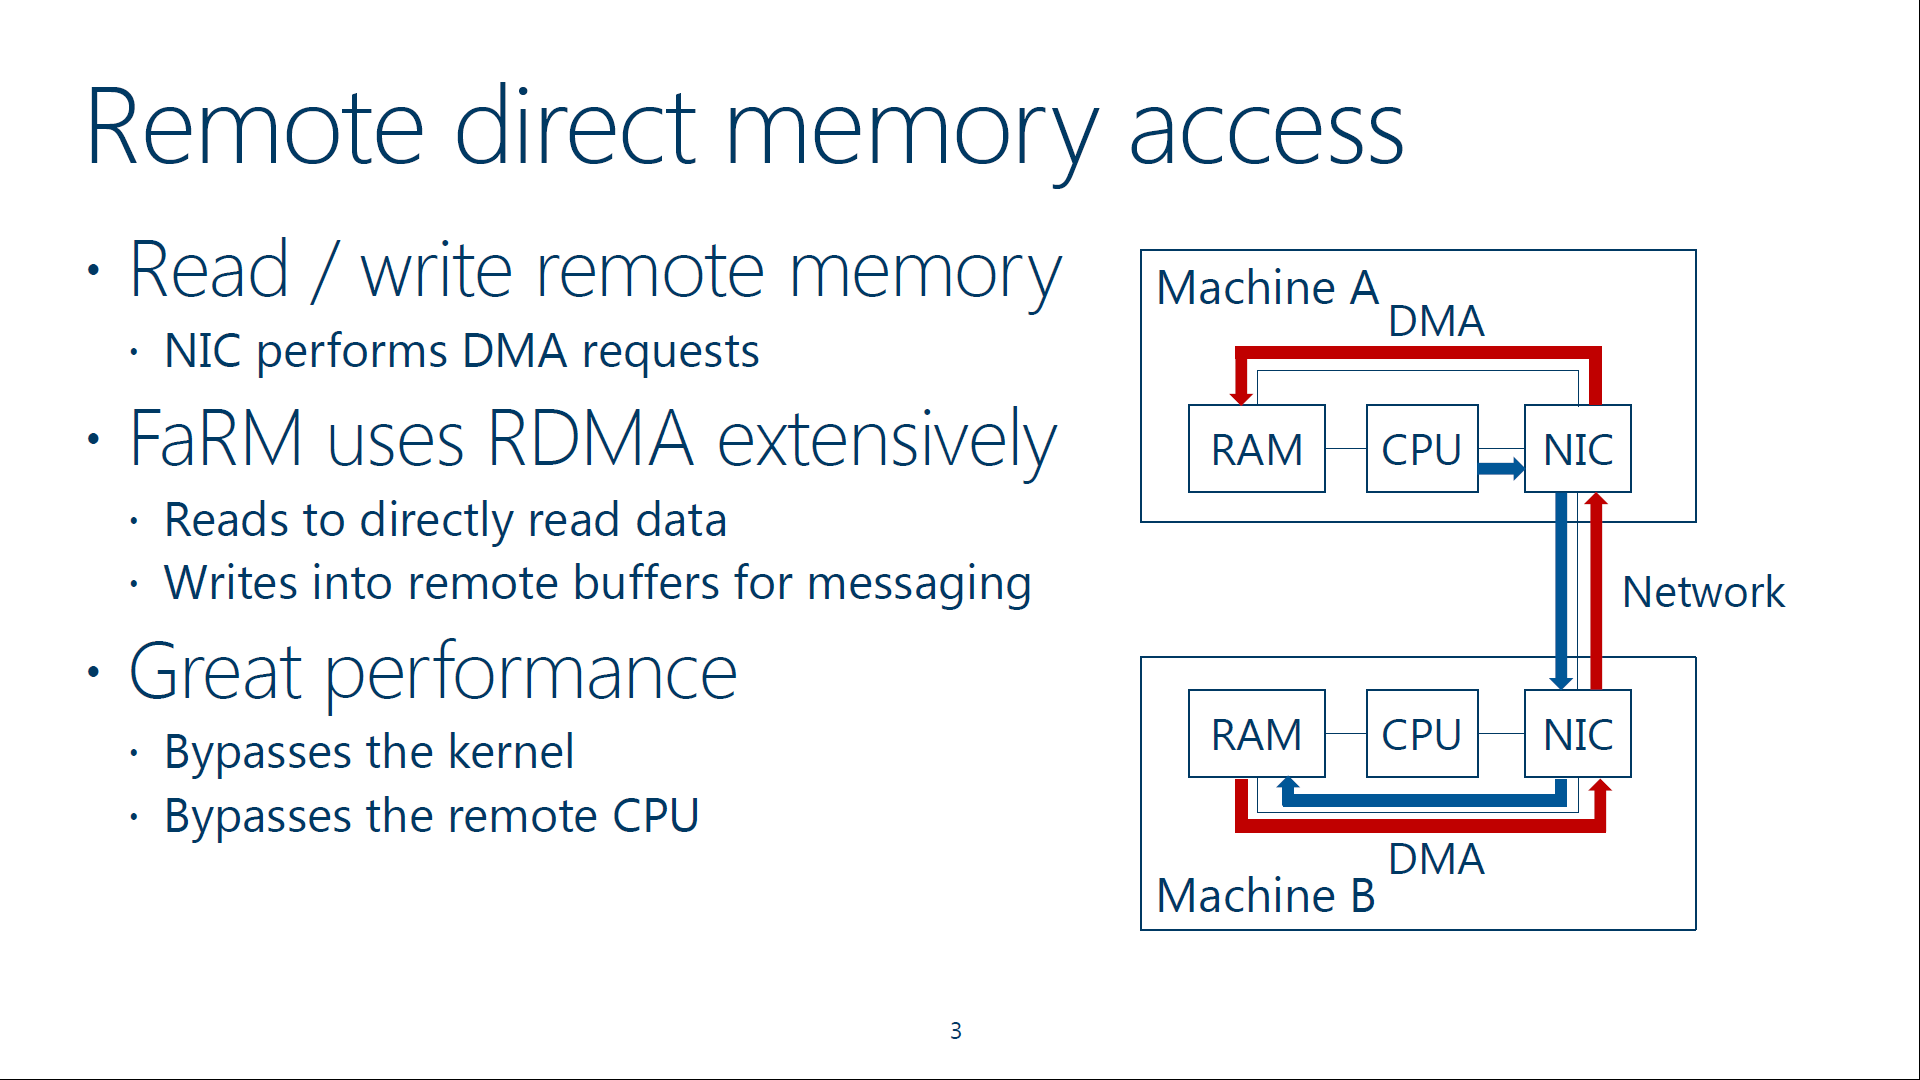 Remote direct memory access
• Read / write remote memory
• NIC performs DMA requests
• FaRM uses RDMA extensively
• Reads to directly read data
• Writes into remote buffers for messaging
• Great performance
• Bypasses the kernel
• Bypasses the remote CPU
Machine A
DMA
RAM CPU NIC
Network
RAM CPU NIC
DMA
Machine B
3